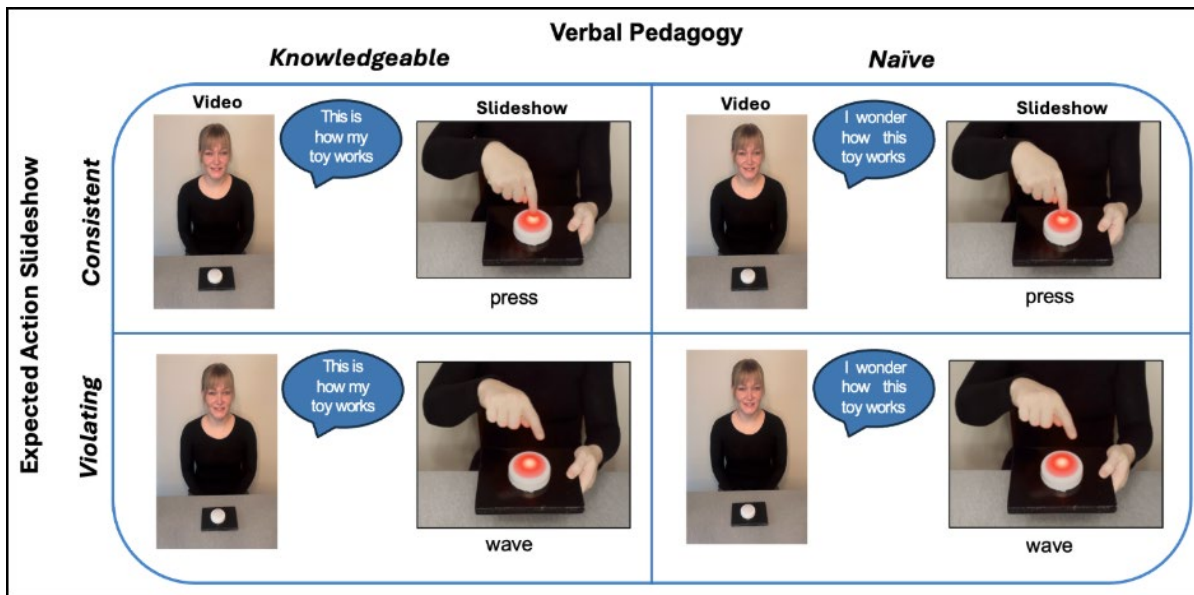 Verbal Pedagogy
Knowledgeable
Naïve
Expected Action Slideshow
Consistent
Video
This is
how my
toy works
Slideshow
press
Video
I wonder
how this
toy works
Slideshow
press
Violating
This is
how my
toy works
wave
I wonder
how this
toy works
wave